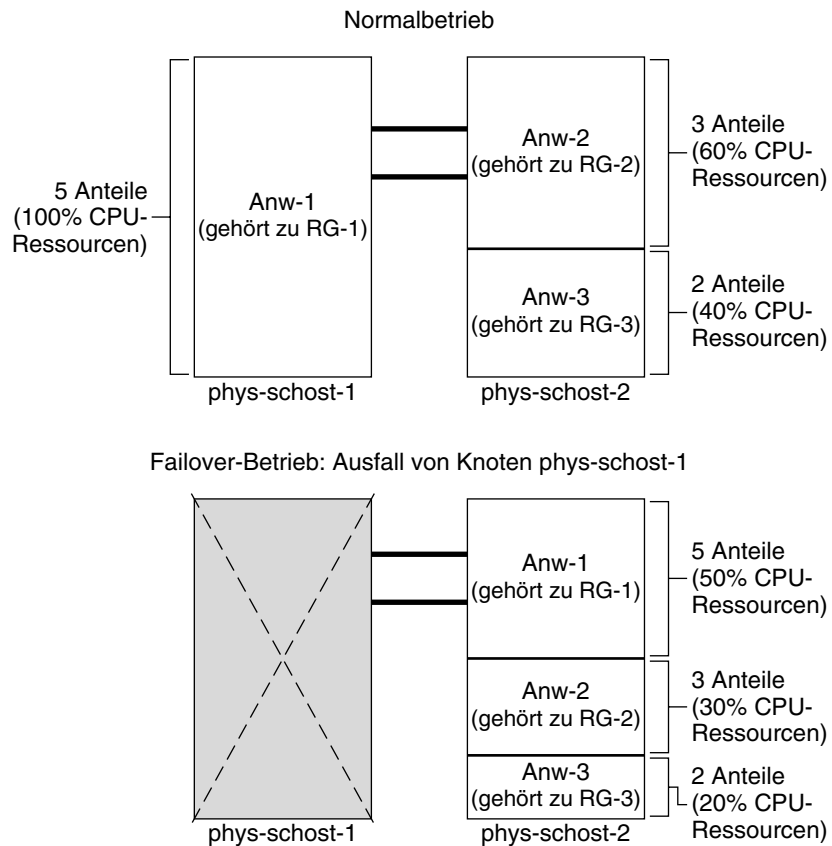 Normalbetrieb
5 Anteile
(100% CPU-
Ressourcen)
Anw-1
(gehört zu RG-1)
Anw-2
(gehört zu RG-2)
3 Anteile
(60% CPU-
Ressourcen)
Anw-3
(gehört zu RG-3)
2 Anteile
(40% CPU-
Ressourcen)
phys-schost-1
phys-schost-2
Failover-Betrieb: Ausfall von Knoten phys-schost-1
Anw-1
(gehört zu RG-1)
5 Anteile
(50% CPU-
Ressourcen)
Anw-2
(gehört zu RG-2)
3 Anteile
(30% CPU-
Ressourcen)
Anw-3
(gehört zu RG-3)
2 Anteile
(20% CPU-
Ressourcen)
phys-schost-1
phys-schost-2